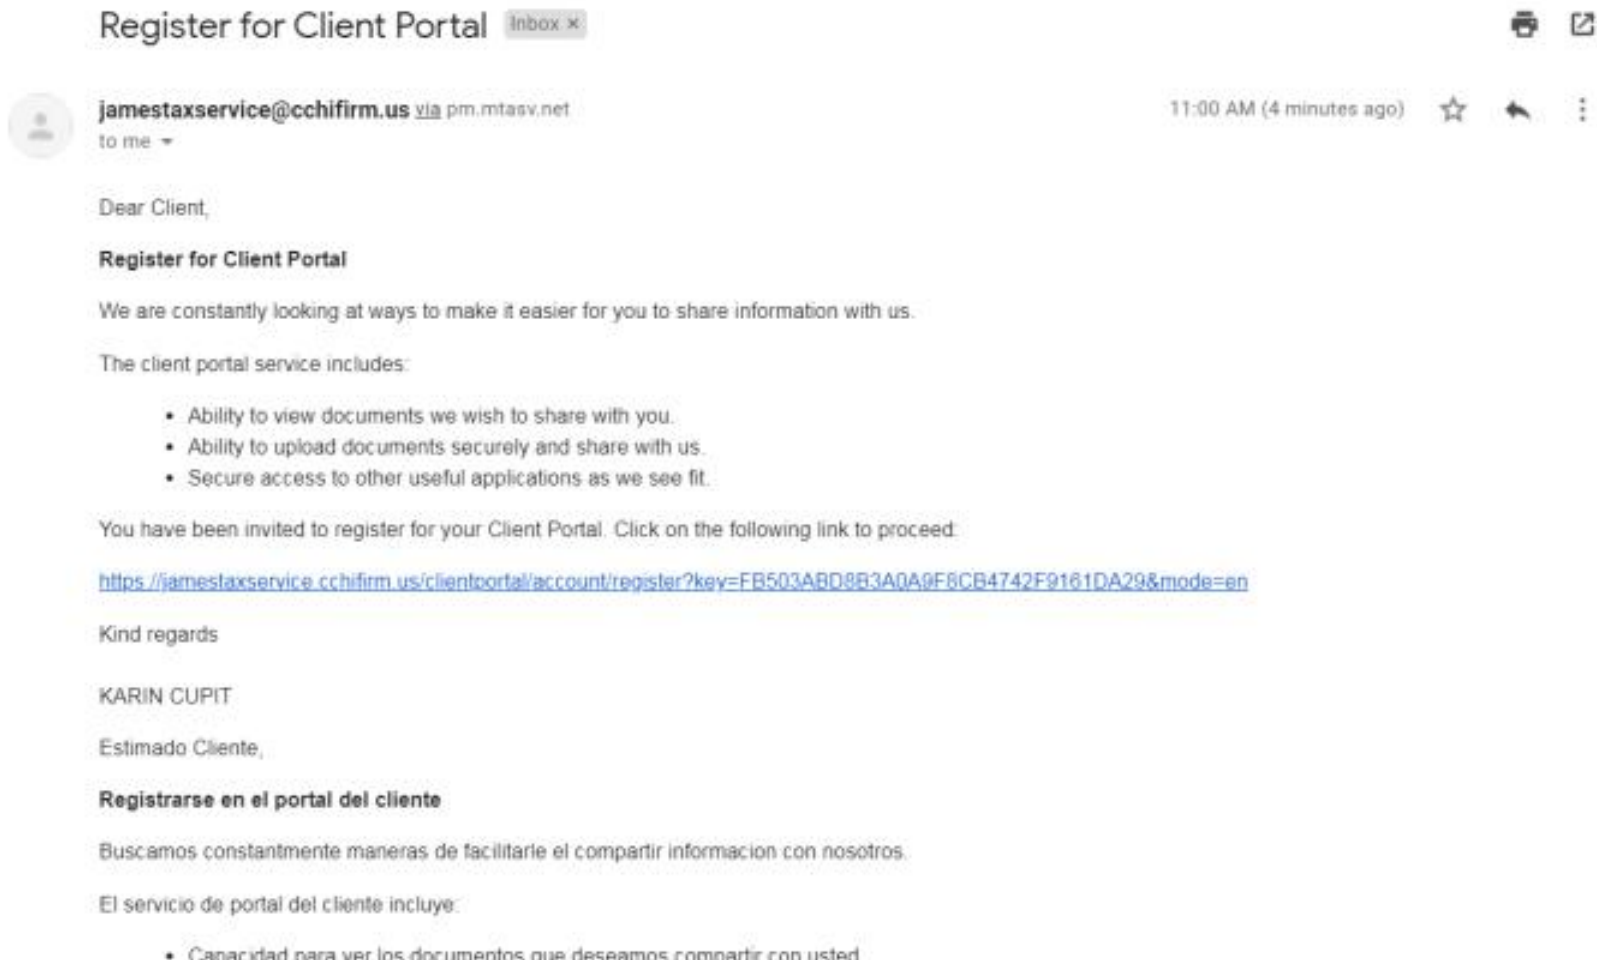 Register for Client Portal Inbox ×
jamestaxservice@cchifirm.us via pm.mtasv.net 11:00 AM (4 minutes ago)
to me
Dear Client,
Register for Client Portal
We are constantly looking at ways to make it easier for you to share information with us.
The client portal service includes:
• Ability to view documents we wish to share with you.
• Ability to upload documents securely and share with us.
• Secure access to other useful applications as we see fit.
You have been invited to register for your Client Portal. Click on the following link to proceed:
https://jamestaxservice.cchifirm.us/clientportal/account/register?key=FB503ABD8B3A0A9F8CB4742F9161DA29&mode=en
Kind regards
KARIN CUPIT
Estimado Cliente,
Registrarse en el portal del cliente
Buscamos constantmente maneras de facilitarle el compartir informacion con nosotros.
El servicio de portal del cliente incluye:
• Capacidad para ver los documentos que deseamos compartir con usted